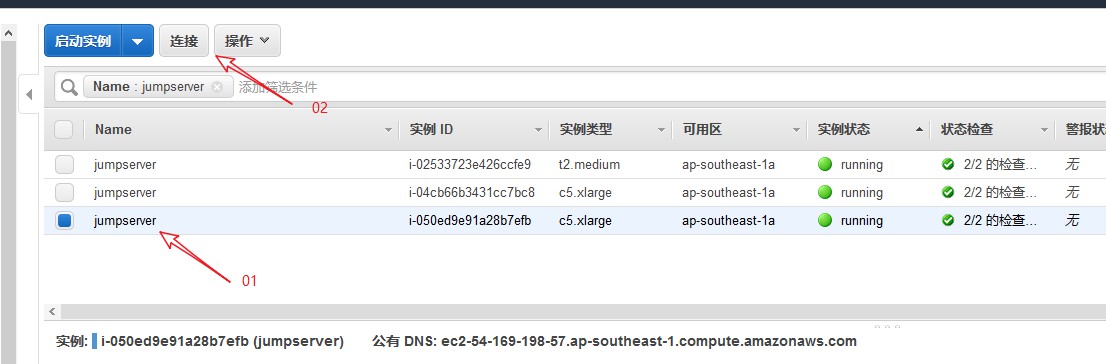 启动实例 连接 操作
Name : jumpserver 添加筛选条件
02
Name 实例 ID 实例类型 可用区 实例状态 状态检查 警报状
jumpserver i-02533723e426ccfe9 t2.medium ap-southeast-1a running 2/2 的检查... 无
jumpserver i-04cb66b3431cc7bc8 c5.xlarge ap-southeast-1a running 2/2 的检查... 无
jumpserver i-050ed9e91a28b7efb c5.xlarge ap-southeast-1a running 2/2 的检查... 无
01
实例: i-050ed9e91a28b7efb (jumpserver) 公有 DNS: ec2-54-169-198-57.ap-southeast-1.compute.amazonaws.com